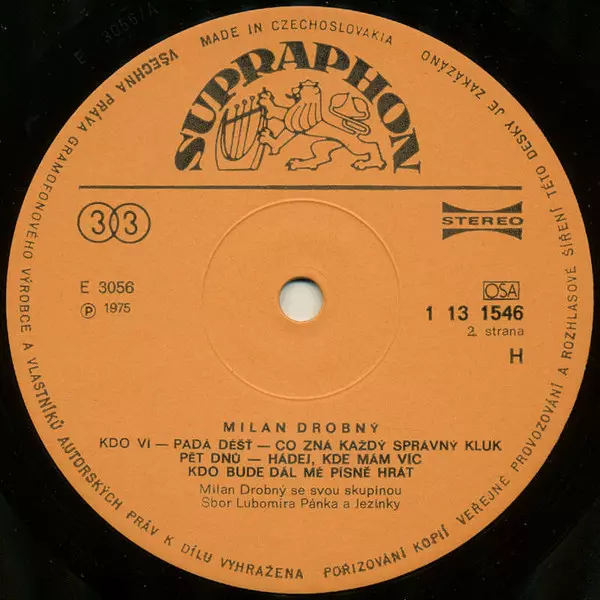 MADE IN CZECHOSLOVAKIA
VŠECHNA PRÁVA GRAMOFONOVÉHO VÝROBCE A VLASTNÍKŮ AUTORSKÝCH PRÁV K DÍLU VYHRAŽENA
POŘIZOVÁNÍ KOPIÍ VEŘEJNÉ PROVOZOVÁNÍ A ROZHLASOVÉ ŠÍŘENÍ TÉTO DESKY JE ZAKÁZÁNO
E 3056/A
SUPRAPHON
33
STEREO
E 3056
Ⓟ 1975
OSA
1 13 1546
2. strana
H
MILAN DROBNÝ
KDO VÍ — PADÁ DÉŠŤ — CO ZNÁ KAŽDÝ SPRÁVNÝ KLUK
PĚT DNŮ — HÁDEJ, KDE MÁM VÍC
KDO BUDE DÁL MÉ PÍSNĚ HRÁT
Milan Drobný se svou skupinou
Sbor Lubomíra Pánka a Jezinky